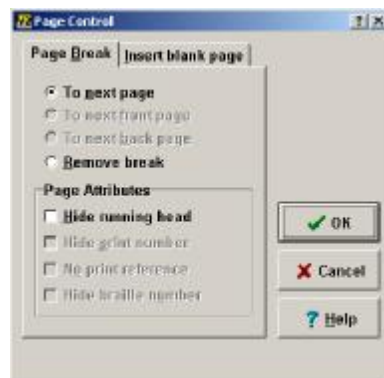 Page Control
Page Break Insert blank page
To next page
To next front page
To next back page
Remove break
Page Attributes
Hide running head
Hide print number
No print reference
Hide braille number
OK
Cancel
Help